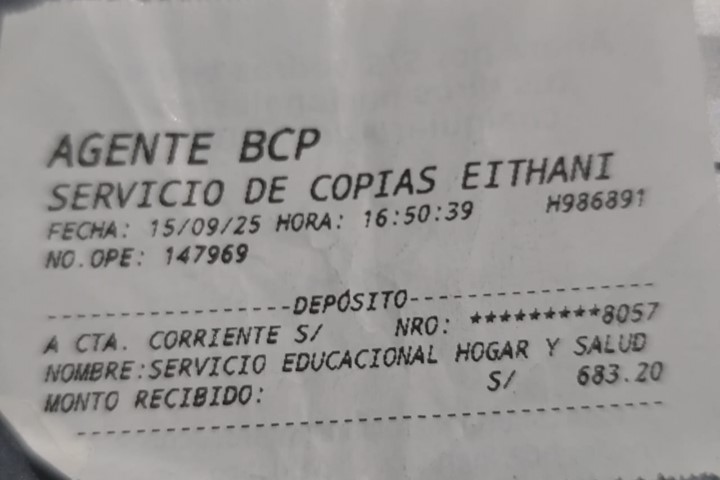 AGENTE BCP
SERVICIO DE COPIAS EITHANI
FECHA: 15/09/25 HORA: 16:50:39 H986891
NO.OPE: 147969
-----------------DEPÓSITO-----------------
A CTA. CORRIENTE S/ NRO: *********8057
NOMBRE:SERVICIO EDUCACIONAL HOGAR Y SALUD
MONTO RECIBIDO: S/ 683.20
------------------------------------------